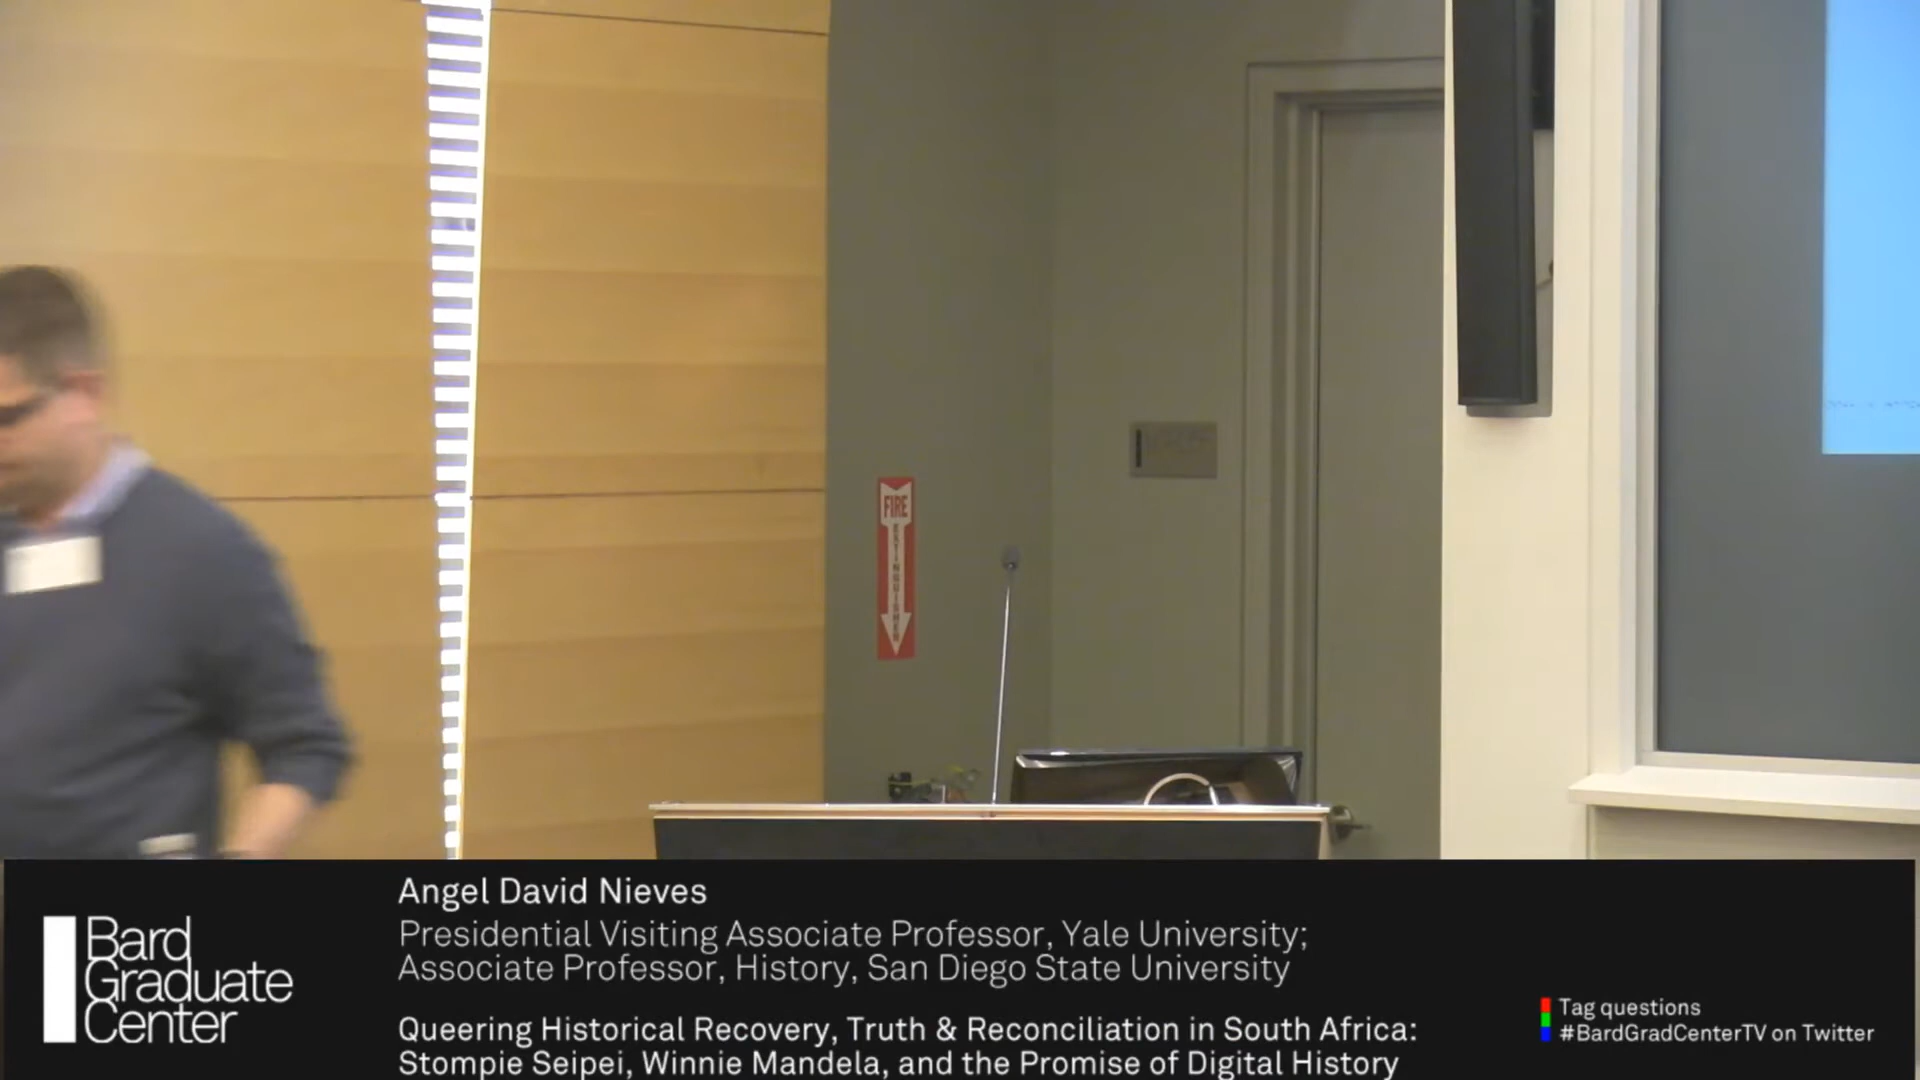 FIRE
EXTINGUISHER
Bard
Graduate
Center
Angel David Nieves
Presidential Visiting Associate Professor, Yale University;
Associate Professor, History, San Diego State University
Queering Historical Recovery, Truth & Reconciliation in South Africa:
Stompie Seipei, Winnie Mandela, and the Promise of Digital History
Tag questions
#BardGradCenterTV on Twitter